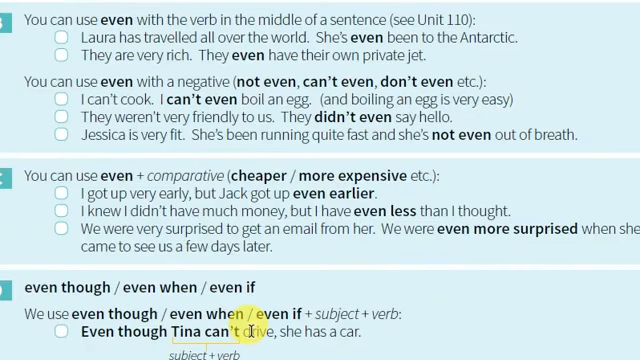 You can use even with the verb in the middle of a sentence (see Unit 110):
Laura has travelled all over the world. She's even been to the Antarctic.
They are very rich. They even have their own private jet.
You can use even with a negative (not even, can't even, don't even etc.):
I can't cook. I can't even boil an egg. (and boiling an egg is very easy)
They weren't very friendly to us. They didn't even say hello.
Jessica is very fit. She's been running quite fast and she's not even out of breath.
You can use even + comparative (cheaper / more expensive etc.):
I got up very early, but Jack got up even earlier.
I knew I didn't have much money, but I have even less than I thought.
We were very surprised to get an email from her. We were even more surprised when she
came to see us a few days later.
even though / even when / even if
We use even though / even when / even if + subject + verb:
Even though Tina can't drive, she has a car.
subject + verb